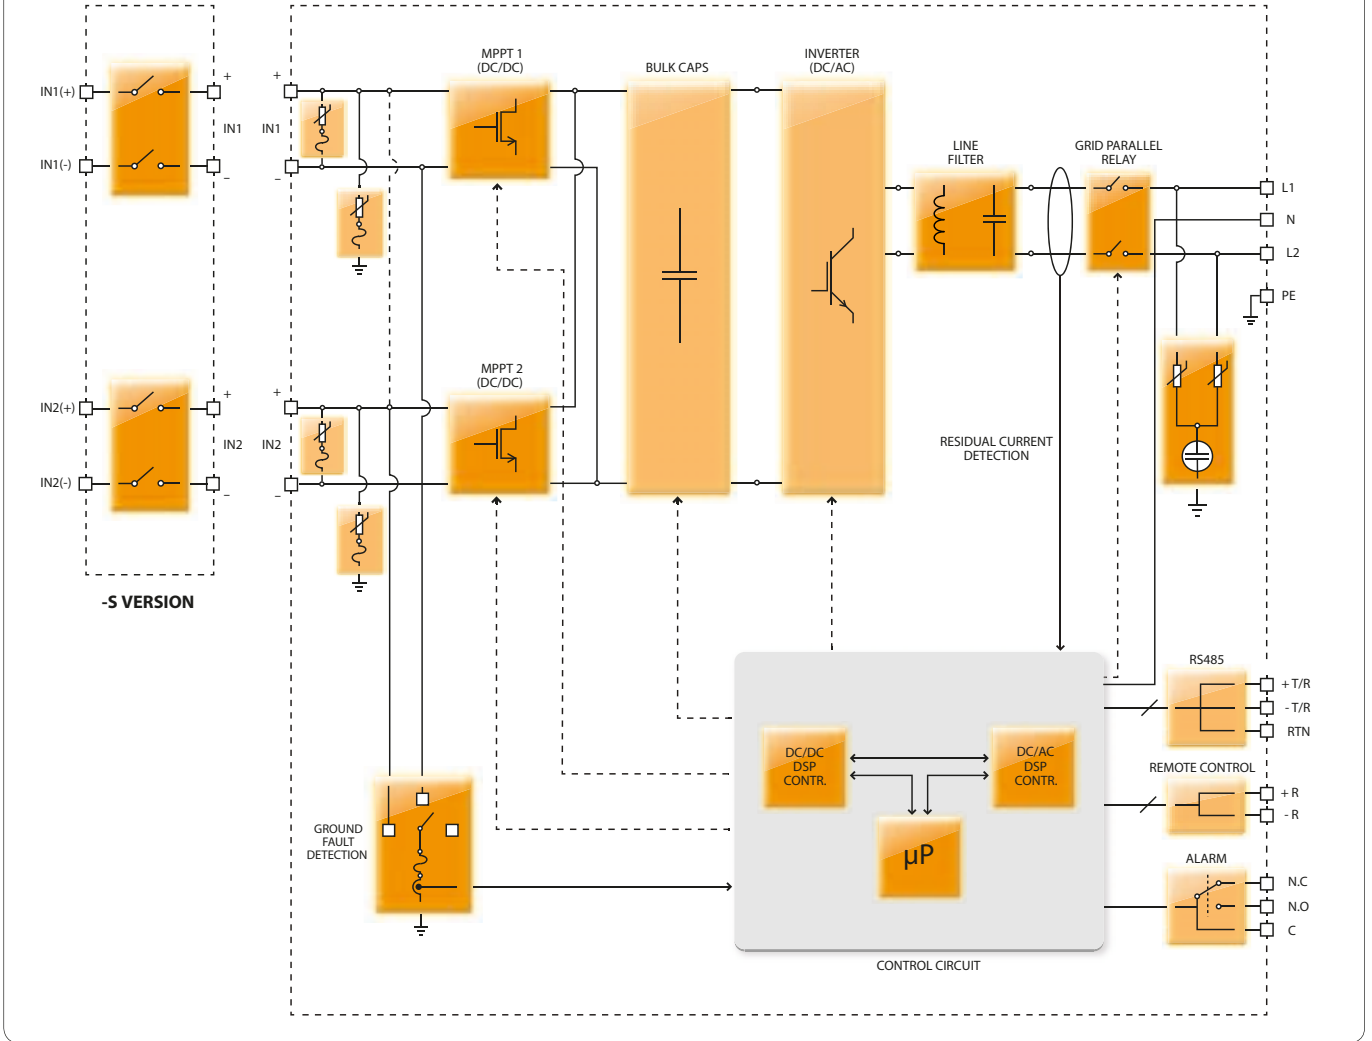 MPPT 1
(DC/DC)
BULK CAPS
INVERTER
(DC/AC)
IN1(+)
+
+
IN1
IN1
IN1(-)
–
–
LINE
FILTER
GRID PARALLEL
RELAY
L1
N
L2
PE
MPPT 2
(DC/DC)
IN2(+)
+
+
IN2
IN2
IN2(-)
–
–
RESIDUAL CURRENT
DETECTION
-S VERSION
RS485
+ T/R
- T/R
RTN
DC/DC
DSP
CONTR.
DC/AC
DSP
CONTR.
REMOTE CONTROL
+ R
- R
GROUND
FAULT
DETECTION
µP
ALARM
N.C
N.O
C
CONTROL CIRCUIT